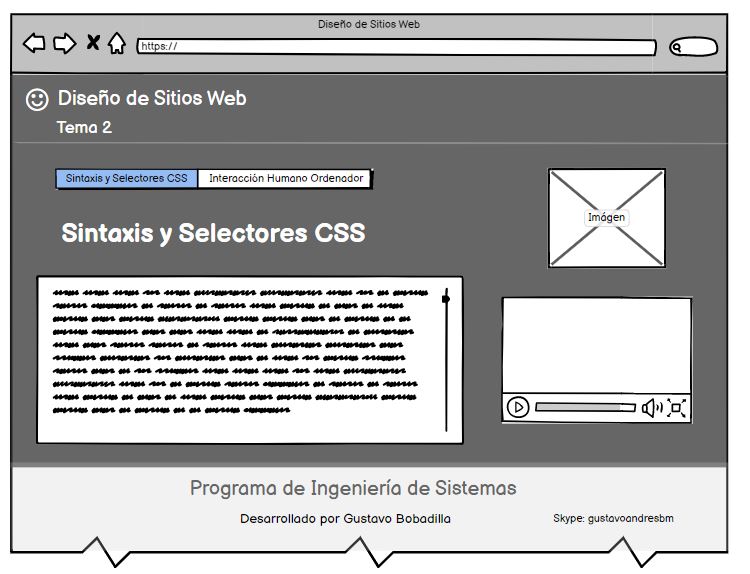 Diseño de Sitios Web
https://
Diseño de Sitios Web
Tema 2
Sintaxis y Selectores CSS
Interacción Humano Ordenador
Imágen
Sintaxis y Selectores CSS
Programa de Ingeniería de Sistemas
Desarrollado por Gustavo Bobadilla
Skype: gustavoandresbm